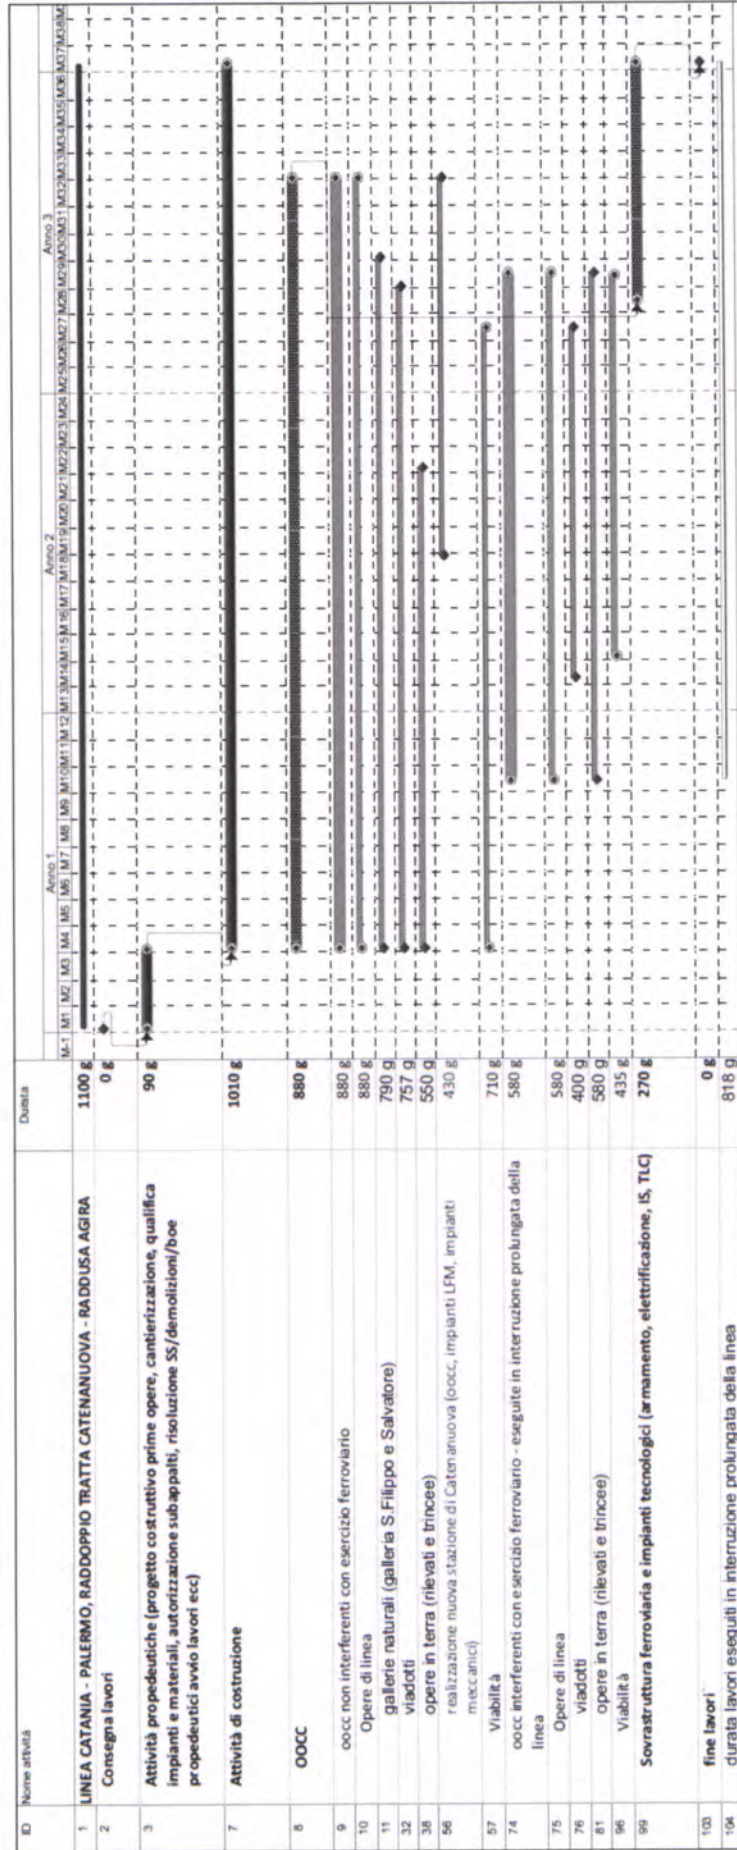 ID Nome attività Durata
Anno 1 Anno 2 Anno 3
M-1 M1 M2 M3 M4 M5 M6 M7 M8 M9 M10 M11 M12 M13 M14 M15 M16 M17 M18 M19 M20 M21 M22 M23 M24 M25 M26 M27 M28 M29 M30 M31 M32 M33 M34 M35 M36 M37 M38
1 LINEA CATANIA - PALERMO, RADDOPPIO TRATTA CATENANUOVA - RADDUSA AGIRA 1100 g
2 Consegna lavori 0 g
3 Attività propedeutiche (progetto costruttivo prime opere, cantierizzazione, qualifica 90 g
impianti e materiali, autorizzazione subappalti, risoluzione SS/demolizioni/boe
propedeutici avvio lavori ecc)
7 Attività di costruzione 1010 g
8 OOCC 880 g
9 oocc non interferenti con esercizio ferroviario 880 g
10 Opere di linea 880 g
11 gallerie naturali (galleria S.Filippo e Salvatore) 790 g
32 viadotti 757 g
38 opere in terra (rilevati e trincee) 550 g
56 realizzazione nuova stazione di Catenanuova (oocc, impianti LFM, impianti 430 g
meccanici)
57 Viabilità 710 g
74 oocc interferenti con esercizio ferroviario - eseguite in interruzione prolungata della 580 g
linea
75 Opere di linea 580 g
76 viadotti 400 g
81 opere in terra (rilevati e trincee) 580 g
96 Viabilità 435 g
99 Sovrastruttura ferroviaria e impianti tecnologici (armamento, elettrificazione, IS, TLC) 270 g
103 fine lavori 0 g
104 durata lavori eseguiti in interruzione prolungata della linea 818 g